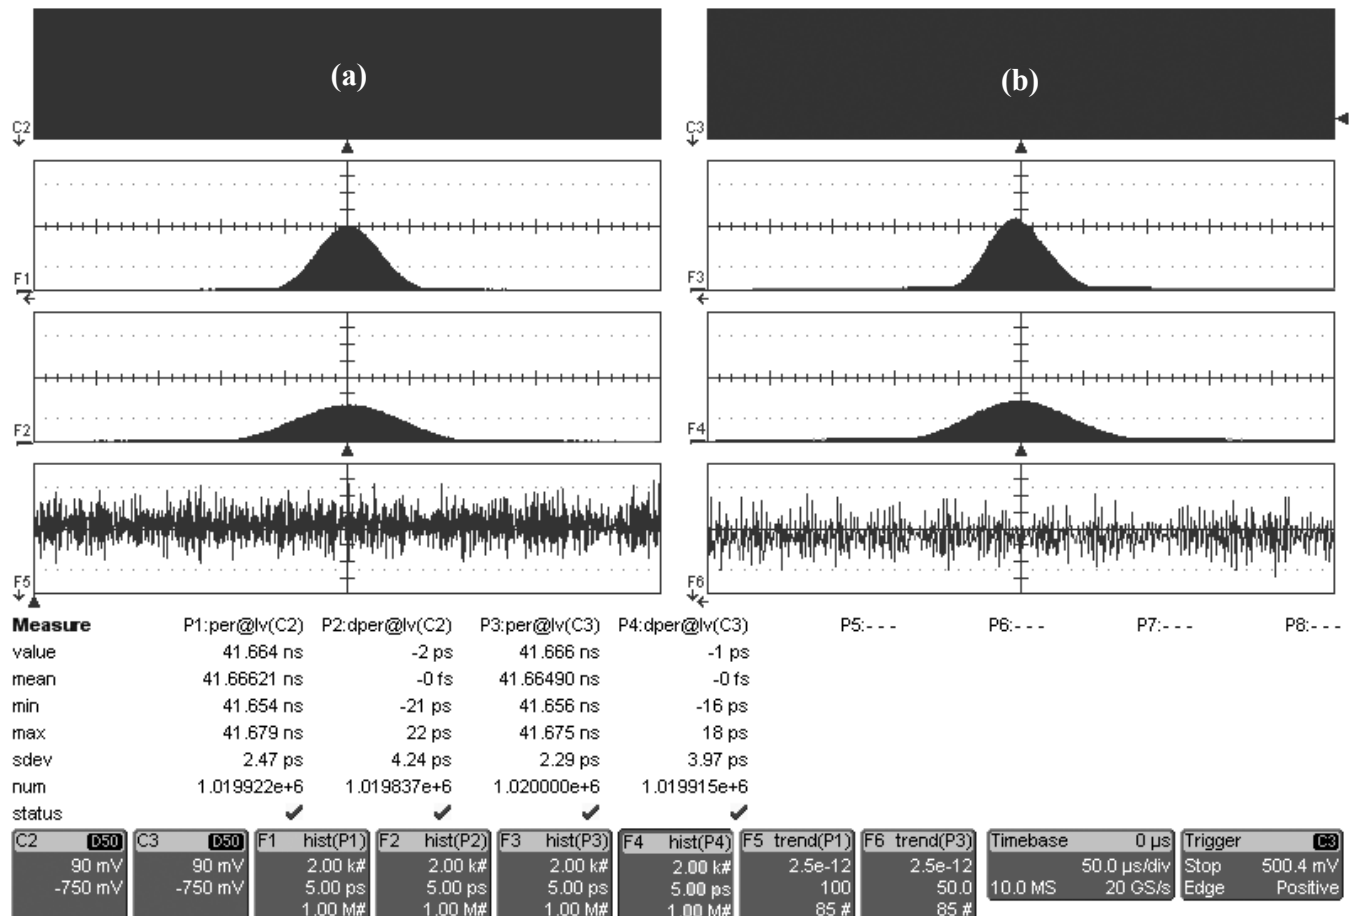 (a)
(b)
C2
C3
F1
F3
F2
F4
F5
F6
Measure P1:per@lv(C2) P2:dper@lv(C2) P3:per@lv(C3) P4:dper@lv(C3) P5:- - - P6:- - - P7:- - - P8:- - -
value 41.664 ns -2 ps 41.666 ns -1 ps
mean 41.66621 ns -0 fs 41.66490 ns -0 fs
min 41.654 ns -21 ps 41.656 ns -16 ps
max 41.679 ns 22 ps 41.675 ns 18 ps
sdev 2.47 ps 4.24 ps 2.29 ps 3.97 ps
num 1.019922e+6 1.019837e+6 1.020000e+6 1.019915e+6
status
C2 D50 C3 D50 F1 hist(P1) F2 hist(P2) F3 hist(P3) F4 hist(P4) F5 trend(P1) F6 trend(P3) Timebase 0 µs Trigger C3
90 mV 90 mV 2.00 k# 2.00 k# 2.00 k# 2.00 k# 2.5e-12 2.5e-12 50.0 µs/div Stop 500.4 mV
-750 mV -750 mV 5.00 ps 5.00 ps 5.00 ps 5.00 ps 100 50.0 10.0 MS 20 GS/s Edge Positive
1.00 M# 1.00 M# 1.00 M# 1.00 M# 85 # 85 #